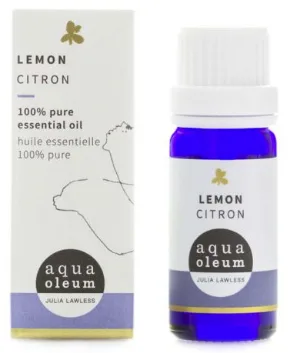 LEMON
CITRON
100% pure
essential oil
huile essentielle
100% pure
aqua
oleum
JULIA LAWLESS
LEMON
CITRON
aqua
oleum
JULIA LAWLESS